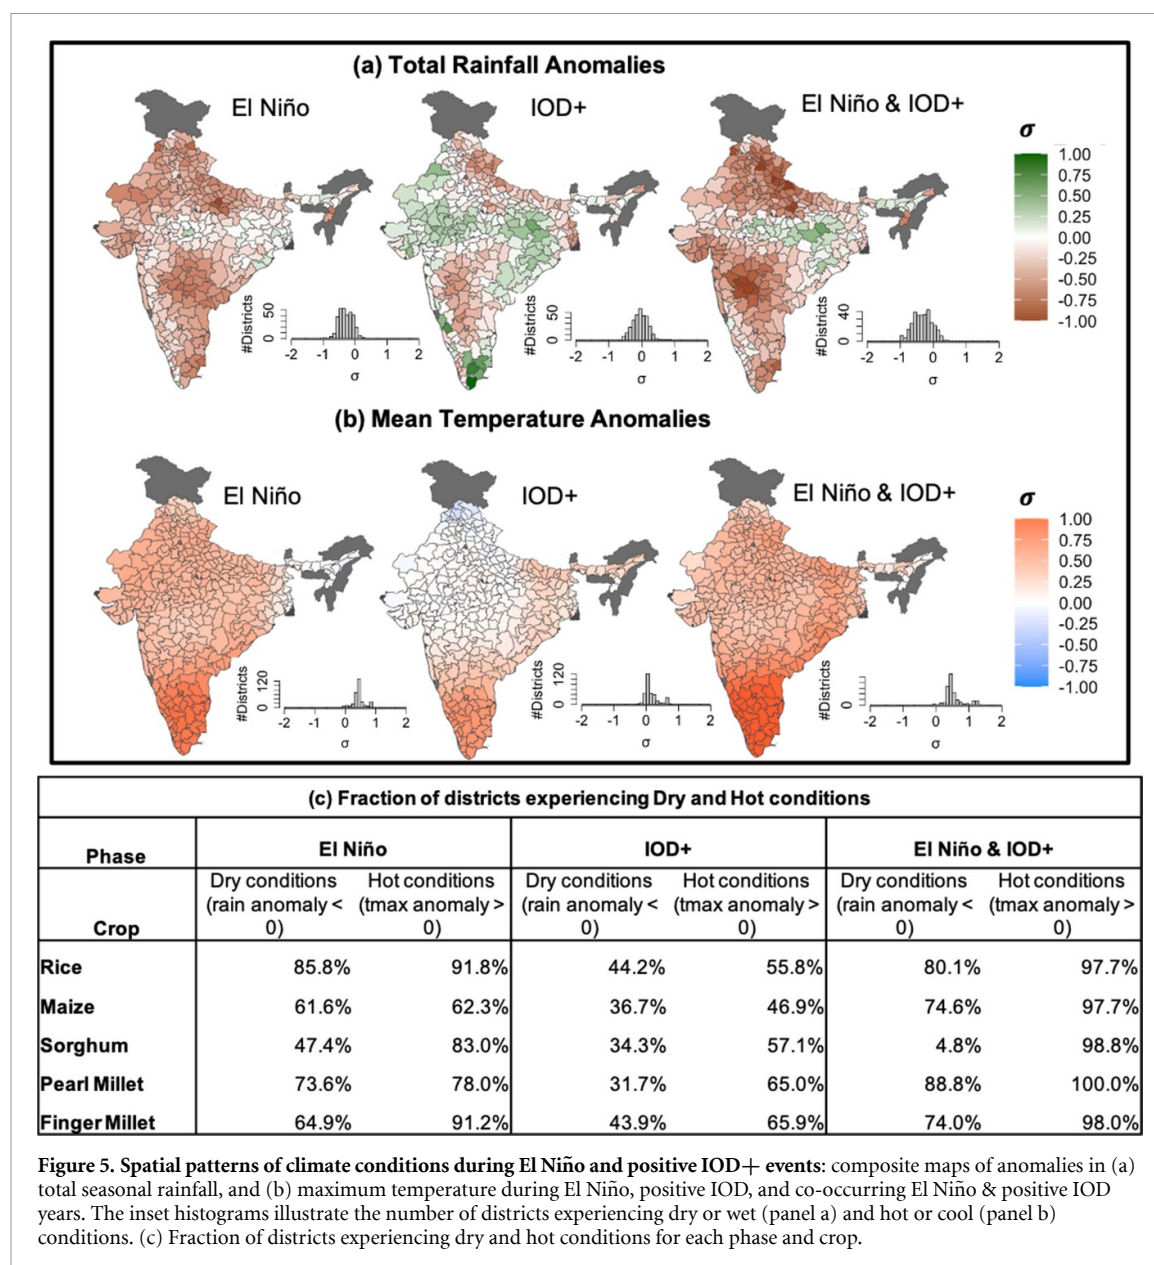 (a) Total Rainfall Anomalies
El Niño
IOD+
El Niño & IOD+
σ
1.00
0.75
0.50
0.25
0.00
-0.25
-0.50
-0.75
-1.00
#Districts
50
0
-2 -1 0 1 2
σ
#Districts
50
0
-2 -1 0 1 2
σ
#Districts
40
0
-2 -1 0 1 2
σ
(b) Mean Temperature Anomalies
El Niño
IOD+
El Niño & IOD+
σ
1.00
0.75
0.50
0.25
0.00
-0.25
-0.50
-0.75
-1.00
#Districts
120
0
-2 -1 0 1 2
σ
#Districts
120
0
-2 -1 0 1 2
σ
#Districts
0
-2 -1 0 1 2
σ
(c) Fraction of districts experiencing Dry and Hot conditions
Phase El Niño IOD+ El Niño & IOD+
Dry conditions Hot conditions Dry conditions Hot conditions Dry conditions Hot conditions
(rain anomaly < (tmax anomaly > (rain anomaly < (tmax anomaly > (rain anomaly < (tmax anomaly >
Crop 0) 0) 0) 0) 0) 0)
Rice 85.8% 91.8% 44.2% 55.8% 80.1% 97.7%
Maize 61.6% 62.3% 36.7% 46.9% 74.6% 97.7%
Sorghum 47.4% 83.0% 34.3% 57.1% 4.8% 98.8%
Pearl Millet 73.6% 78.0% 31.7% 65.0% 88.8% 100.0%
Finger Millet 64.9% 91.2% 43.9% 65.9% 74.0% 98.0%
Figure 5. Spatial patterns of climate conditions during El Niño and positive IOD+ events: composite maps of anomalies in (a)
total seasonal rainfall, and (b) maximum temperature during El Niño, positive IOD, and co-occurring El Niño & positive IOD
years. The inset histograms illustrate the number of districts experiencing dry or wet (panel a) and hot or cool (panel b)
conditions. (c) Fraction of districts experiencing dry and hot conditions for each phase and crop.